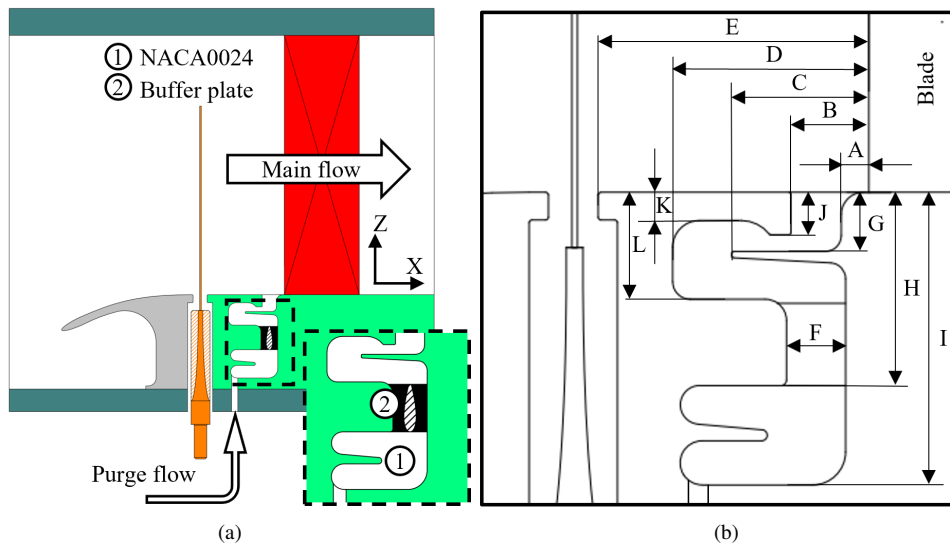 ① NACA0024
② Buffer plate
Main flow
Z
X
②
①
Purge flow
(a)
E
D
C
B
A
Blade
K
J
G
L
H
F
I
(b)